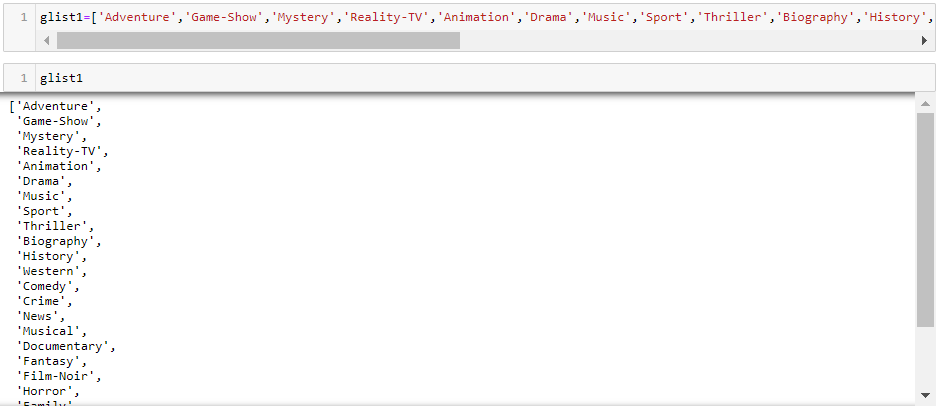 1 glist1=['Adventure','Game-Show','Mystery','Reality-TV','Animation','Drama','Music','Sport','Thriller','Biography','History',
1 glist1
['Adventure',
'Game-Show',
'Mystery',
'Reality-TV',
'Animation',
'Drama',
'Music',
'Sport',
'Thriller',
'Biography',
'History',
'Western',
'Comedy',
'Crime',
'News',
'Musical',
'Documentary',
'Fantasy',
'Film-Noir',
'Horror',
'Family',